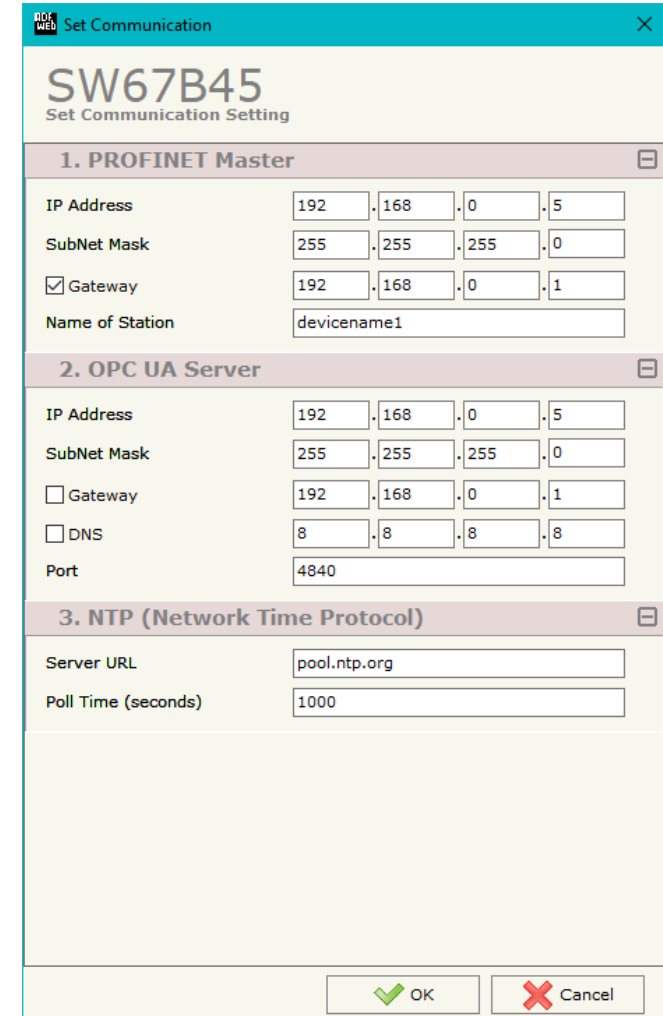 ADF WEB Set Communication
SW67B45
Set Communication Setting
1. PROFINET Master
IP Address 192 . 168 . 0 . 5
SubNet Mask 255 . 255 . 255 . 0
Gateway 192 . 168 . 0 . 1
Name of Station devicename1
2. OPC UA Server
IP Address 192 . 168 . 0 . 5
SubNet Mask 255 . 255 . 255 . 0
Gateway 192 . 168 . 0 . 1
DNS 8 . 8 . 8 . 8
Port 4840
3. NTP (Network Time Protocol)
Server URL pool.ntp.org
Poll Time (seconds) 1000
OK Cancel